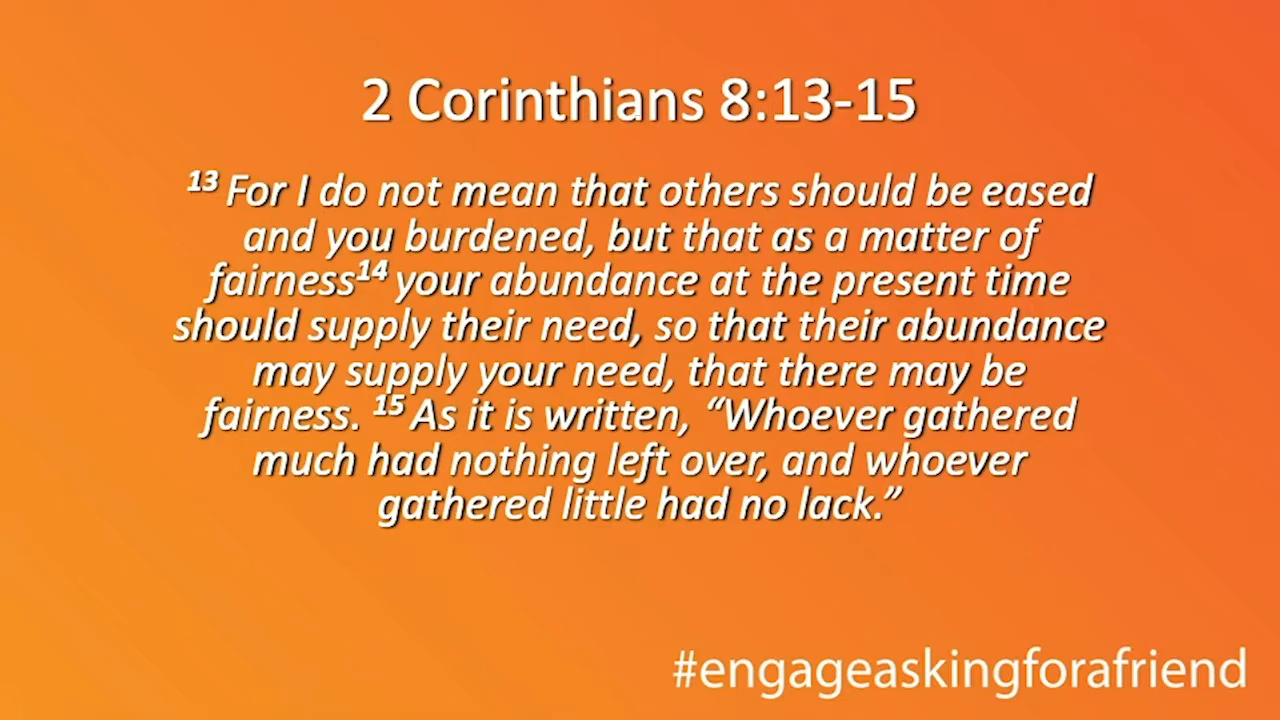 2 Corinthians 8:13-15
¹³ For I do not mean that others should be eased
and you burdened, but that as a matter of
fairness¹⁴ your abundance at the present time
should supply their need, so that their abundance
may supply your need, that there may be
fairness. ¹⁵ As it is written, “Whoever gathered
much had nothing left over, and whoever
gathered little had no lack.”
#engageaskingforafriend